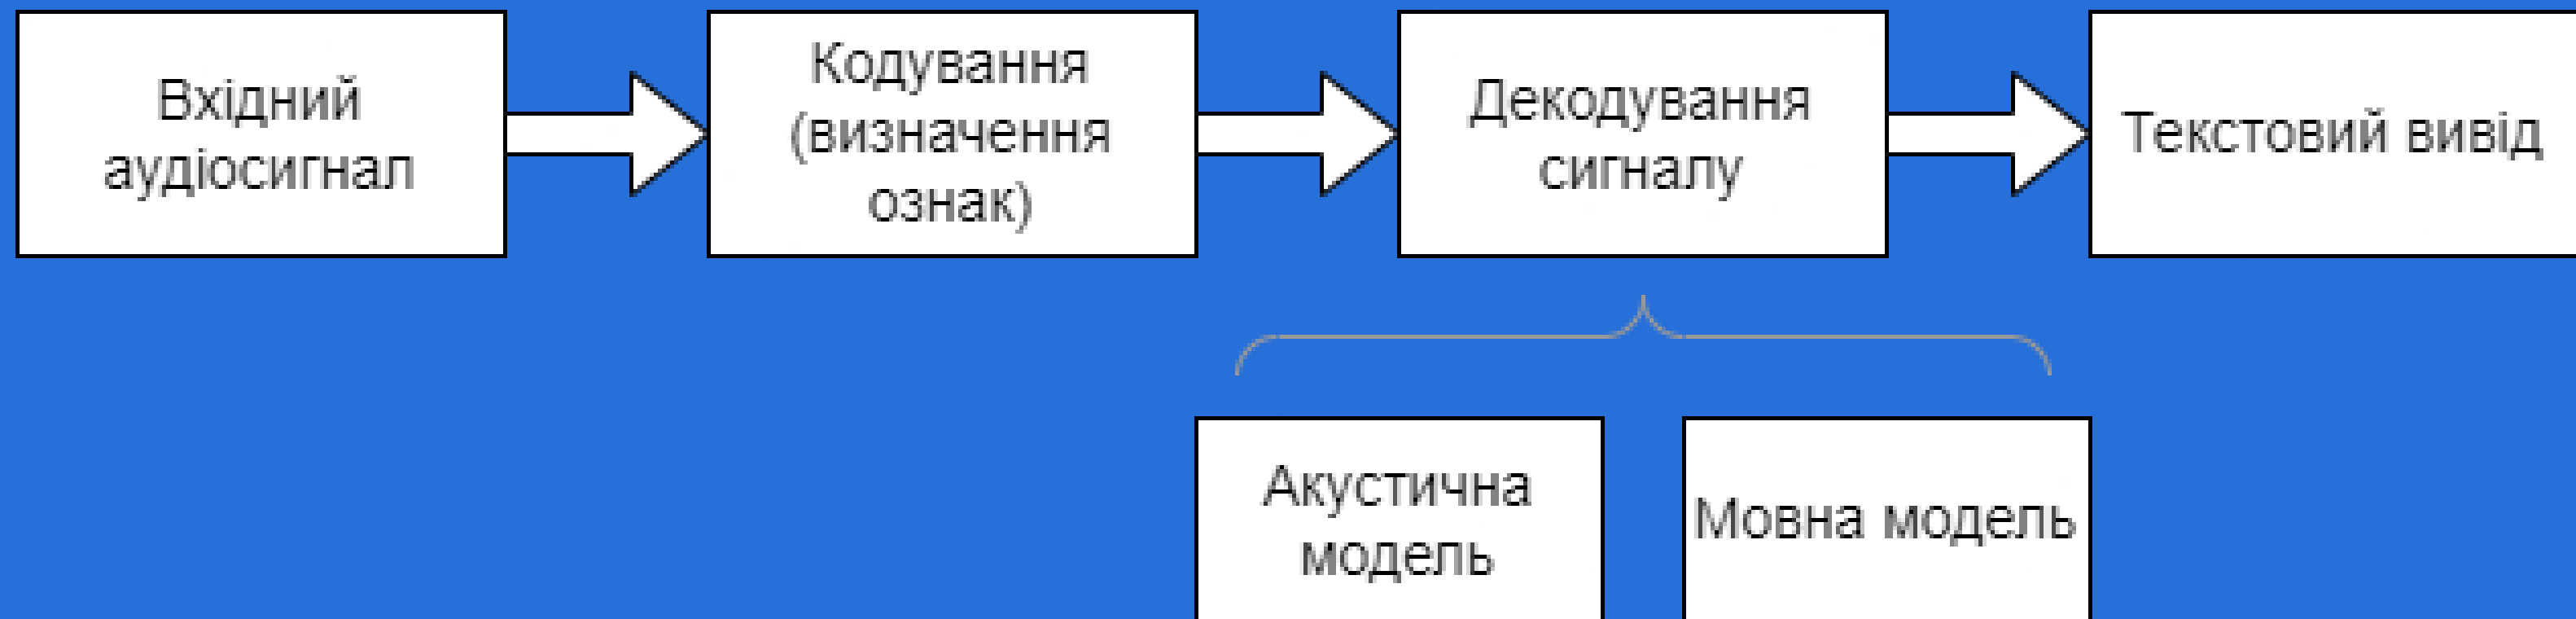 Вхідний
аудіосигнал
Кодування
(визначення
ознак)
Декодування
сигналу
Текстовий вивід
Акустична
модель
Мовна модель